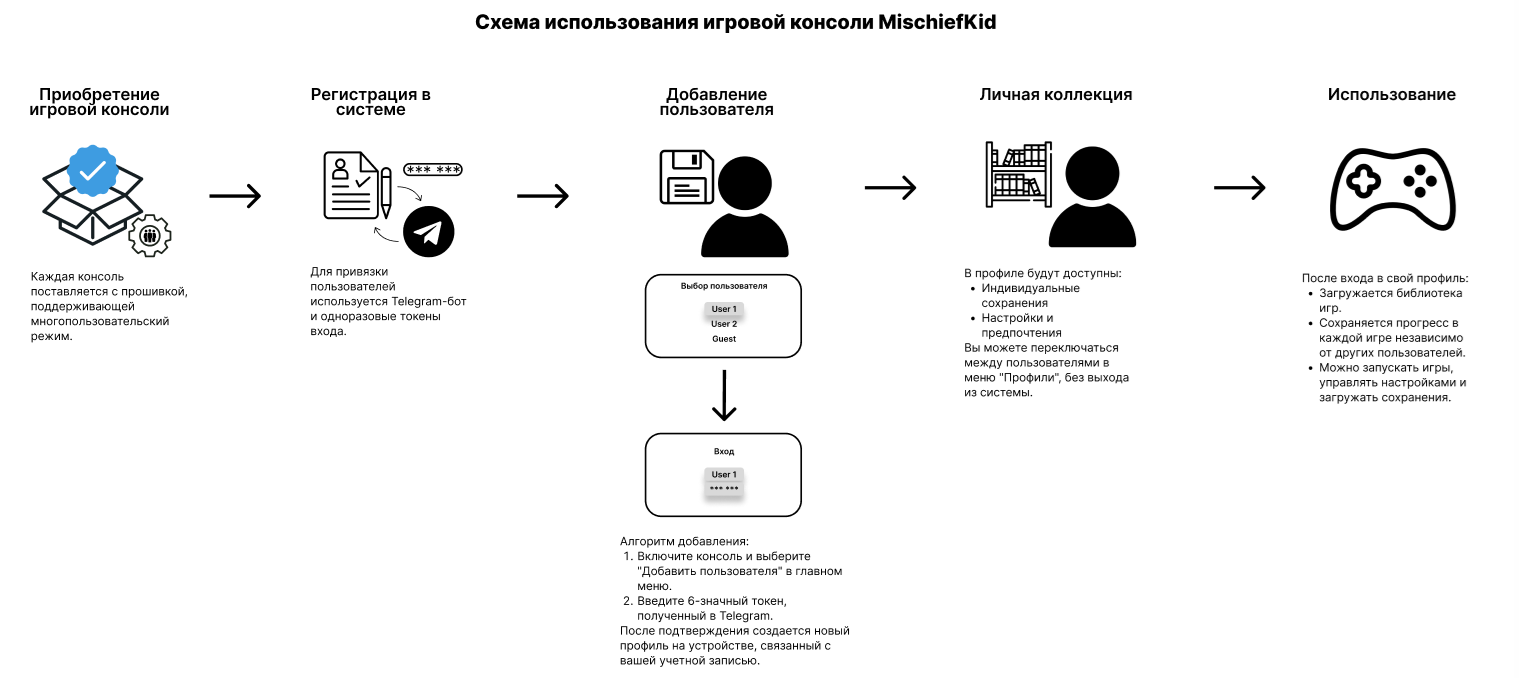 Схема использования игровой консоли MischiefKid
Приобретение
игровой консоли
Каждая консоль
поставляется с прошивкой,
поддерживающей
многопользовательский
режим.
Регистрация в
системе
*** ***
Для привязки
пользователей
используется Telegram-бот
и одноразовые токены
входа.
Добавление
пользователя
Выбор пользователя
User 1
User 2
Guest
Вход
User 1
*** ***
Алгоритм добавления:
1. Включите консоль и выберите
"Добавить пользователя" в главном
меню.
2. Введите 6-значный токен,
полученный в Telegram.
После подтверждения создается новый
профиль на устройстве, связанный с
вашей учетной записью.
Личная коллекция
В профиле будут доступны:
• Индивидуальные
сохранения
• Настройки и
предпочтения
Вы можете переключаться
между пользователями в
меню "Профили", без выхода
из системы.
Использование
После входа в свой профиль:
• Загружается библиотека
игр.
• Сохраняется прогресс в
каждой игре независимо
от других пользователей.
• Можно запускать игры,
управлять настройками и
загружать сохранения.